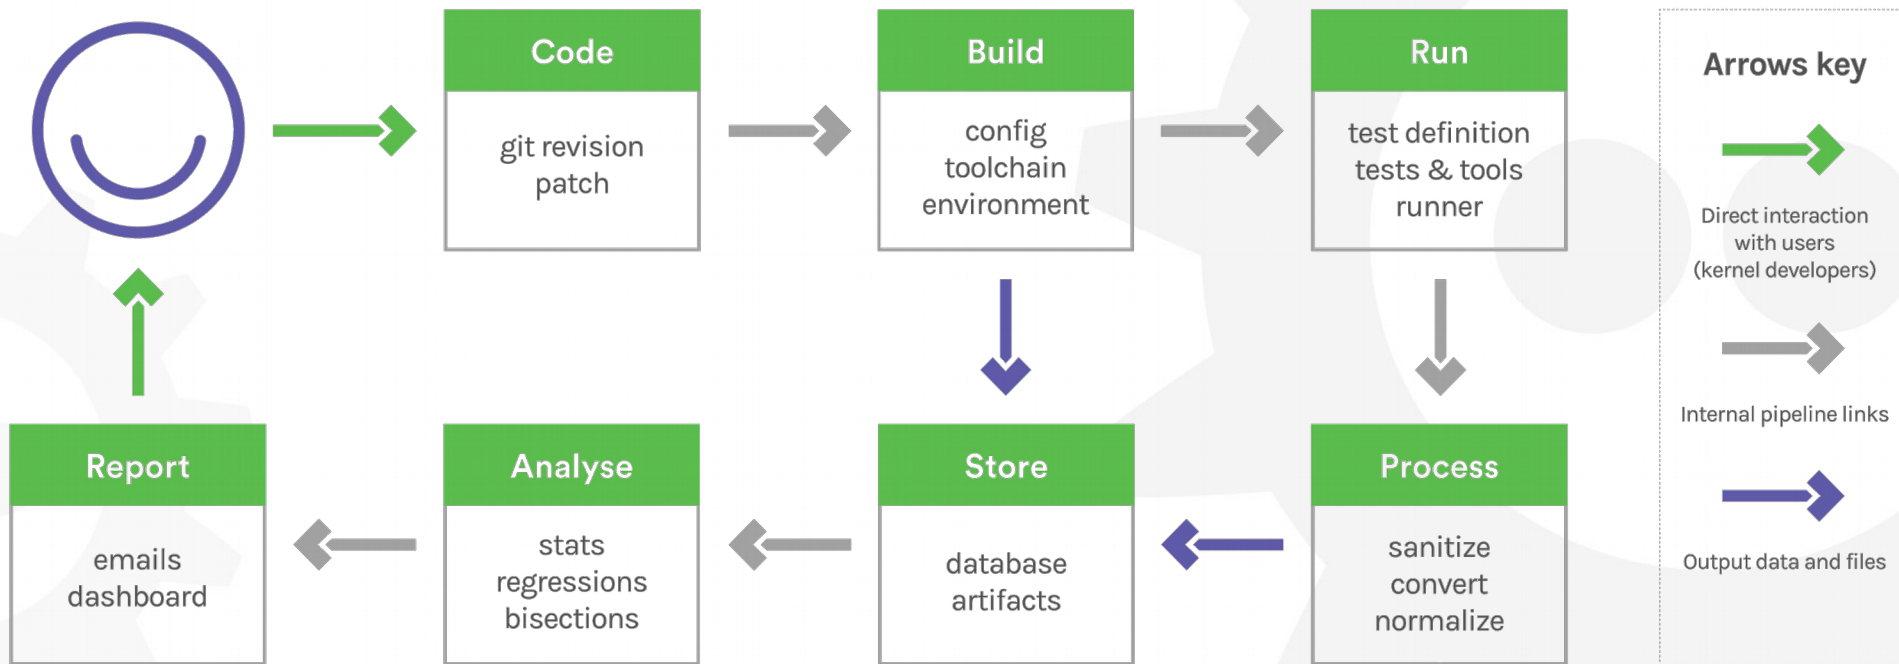 Code
git revision
patch
Build
config
toolchain
environment
Run
test definition
tests & tools
runner
Report
emails
dashboard
Analyse
stats
regressions
bisections
Store
database
artifacts
Process
sanitize
convert
normalize
Arrows key
Direct interaction
with users
(kernel developers)
Internal pipeline links
Output data and files